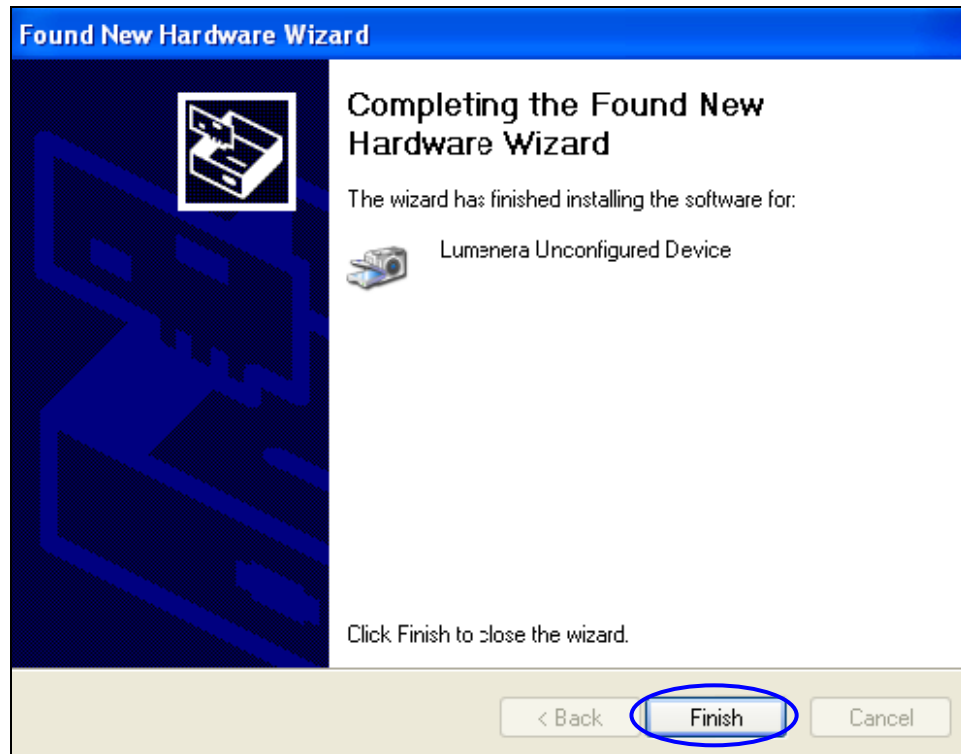 Found New Hardware Wizard
Completing the Found New
Hardware Wizard
The wizard has finished installing the software for:
Lumenera Unconfigured Device
Click Finish to close the wizard.
< Back Finish Cancel